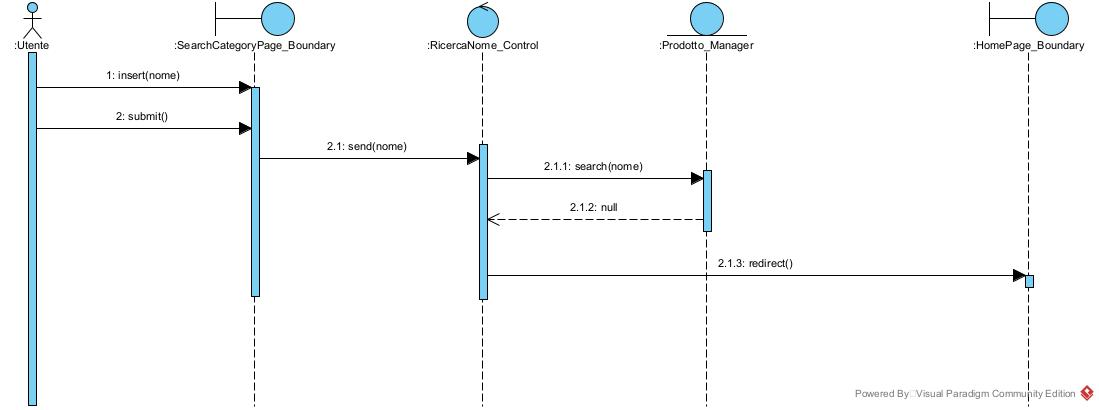 :Utente
:SearchCategoryPage_Boundary
:RicercaNome_Control
:Prodotto_Manager
:HomePage_Boundary
1: insert(nome)
2: submit()
2.1: send(nome)
2.1.1: search(nome)
2.1.2: null
2.1.3: redirect()
Powered By Visual Paradigm Community Edition